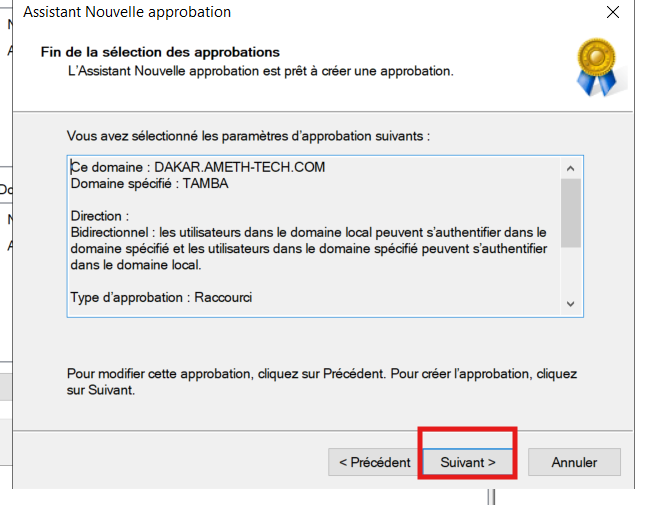 Assistant Nouvelle approbation
Fin de la sélection des approbations
L'Assistant Nouvelle approbation est prêt à créer une approbation.
Vous avez sélectionné les paramètres d'approbation suivants :
Ce domaine : DAKAR.AMETH-TECH.COM
Domaine spécifié : TAMBA
Direction :
Bidirectionnel : les utilisateurs dans le domaine local peuvent s'authentifier dans le
domaine spécifié et les utilisateurs dans le domaine spécifié peuvent s'authentifier
dans le domaine local.
Type d'approbation : Raccourci
Pour modifier cette approbation, cliquez sur Précédent. Pour créer l'approbation, cliquez
sur Suivant.
< Précédent
Suivant >
Annuler